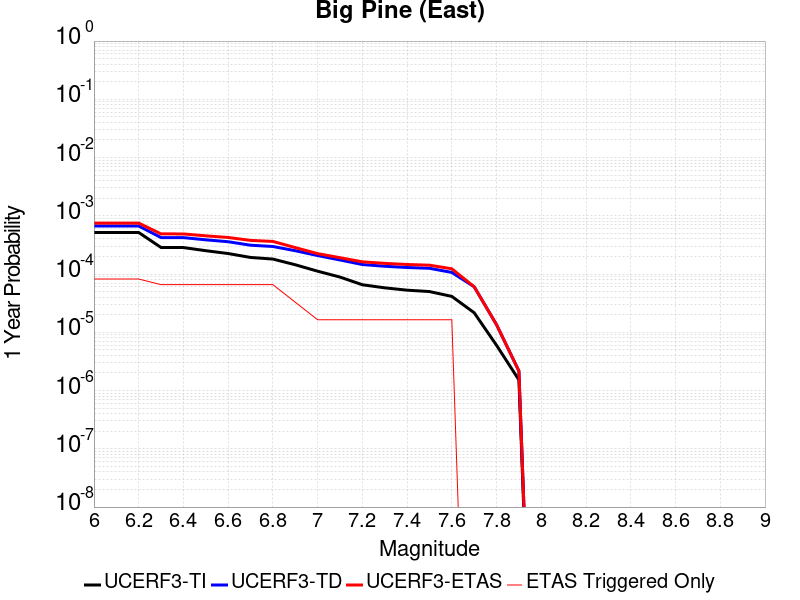 Big Pine (East)
10^0
10^-1
10^-2
10^-3
10^-4
10^-5
10^-6
10^-7
10^-8
1 Year Probability
6 6.2 6.4 6.6 6.8 7 7.2 7.4 7.6 7.8 8 8.2 8.4 8.6 8.8 9
Magnitude
UCERF3-TI UCERF3-TD UCERF3-ETAS ETAS Triggered Only